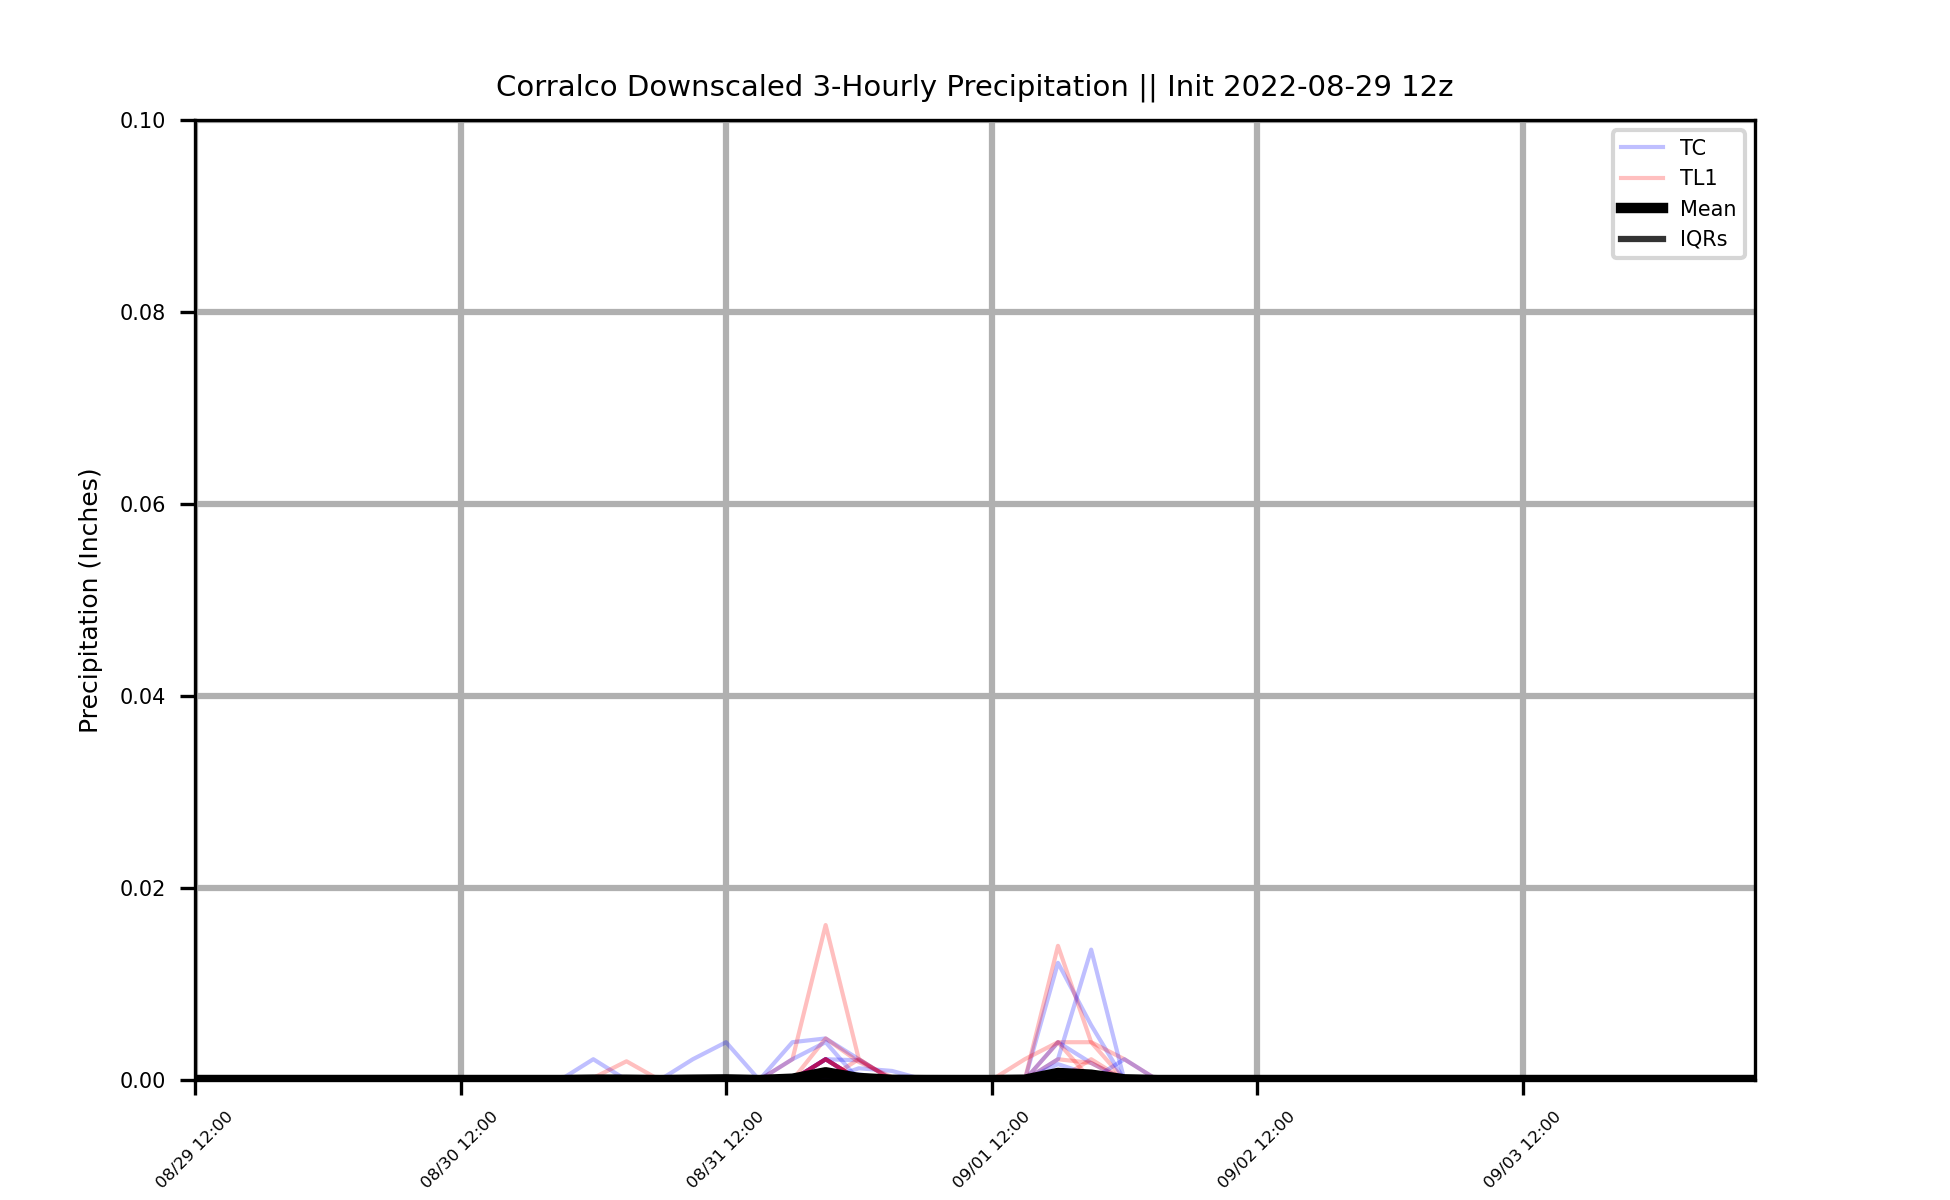 Corralco Downscaled 3-Hourly Precipitation || Init 2022-08-29 12z
0.10
0.08
0.06
0.04
0.02
0.00
Precipitation (Inches)
TC
TL1
Mean
IQRs
08/29 12:00
08/30 12:00
08/31 12:00
09/01 12:00
09/02 12:00
09/03 12:00